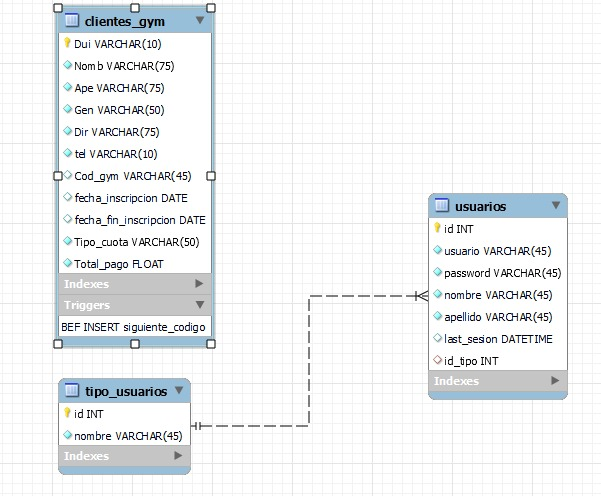 clientes_gym
Dui VARCHAR(10)
Nomb VARCHAR(75)
Ape VARCHAR(75)
Gen VARCHAR(50)
Dir VARCHAR(75)
tel VARCHAR(10)
Cod_gym VARCHAR(45)
fecha_inscripcion DATE
fecha_fin_inscripcion DATE
Tipo_cuota VARCHAR(50)
Total_pago FLOAT
Indexes
Triggers
BEF INSERT siguiente_codigo
tipo_usuarios
id INT
nombre VARCHAR(45)
Indexes
usuarios
id INT
usuario VARCHAR(45)
password VARCHAR(45)
nombre VARCHAR(45)
apellido VARCHAR(45)
last_sesion DATETIME
id_tipo INT
Indexes